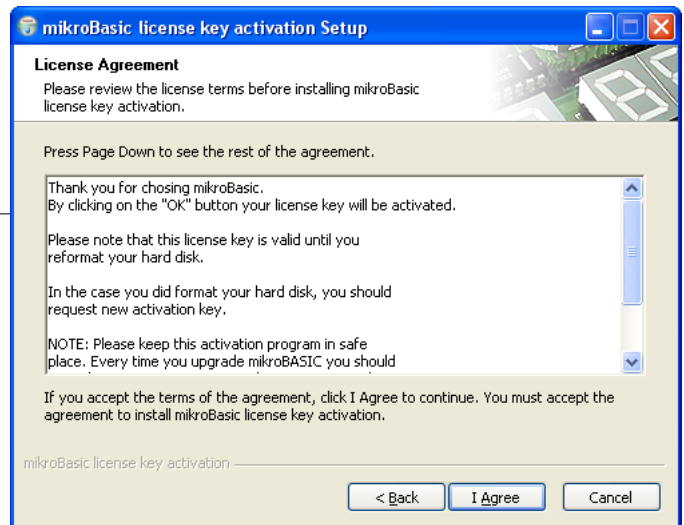 mikroBasic license key activation Setup
License Agreement
Please review the license terms before installing mikroBasic
license key activation.
Press Page Down to see the rest of the agreement.
Thank you for chosing mikroBasic.
By clicking on the "OK" button your license key will be activated.
Please note that this license key is valid until you
reformat your hard disk.
In the case you did format your hard disk, you should
request new activation key.
NOTE: Please keep this activation program in safe
place. Every time you upgrade mikroBASIC you should
If you accept the terms of the agreement, click I Agree to continue. You must accept the
agreement to install mikroBasic license key activation.
mikroBasic license key activation
< Back
I Agree
Cancel